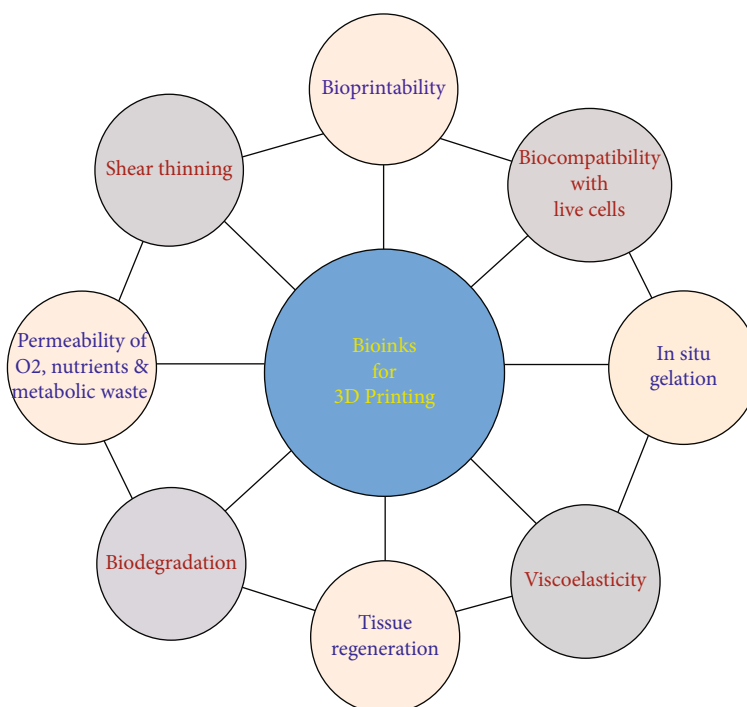 Bioprintability
Shear thinning
Biocompatibility
with
live cells
Permeability of
O2, nutrients &
metabolic waste
Bioinks
for
3D Printing
In situ
gelation
Biodegradation
Viscoelasticity
Tissue
regeneration